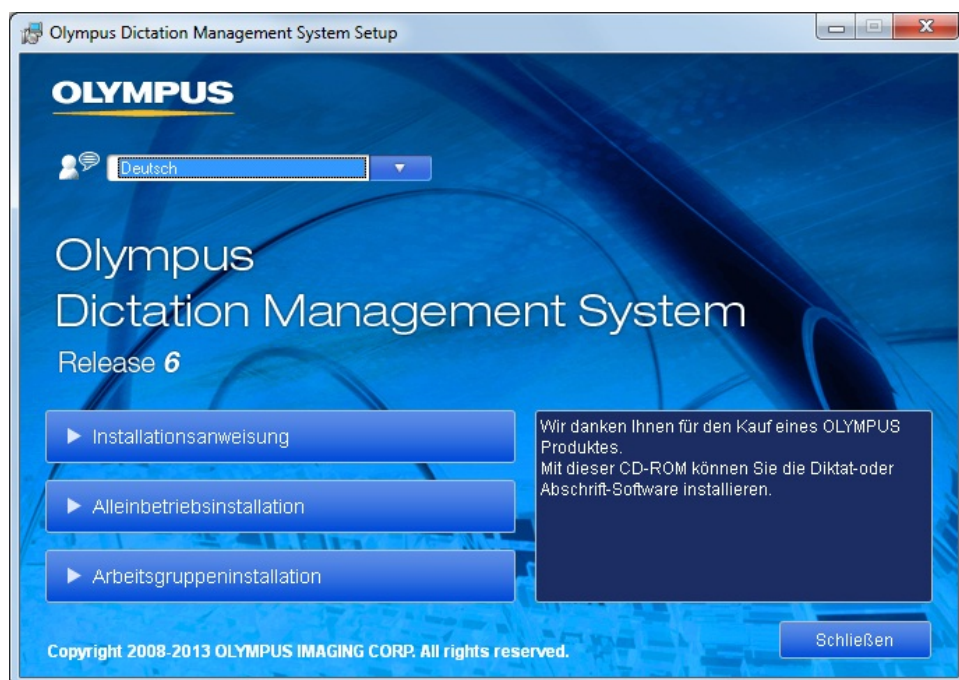 Olympus Dictation Management System Setup
OLYMPUS
Deutsch
Olympus
Dictation Management System
Release 6
Installationsanweisung
Alleinbetriebsinstallation
Arbeitsgruppeninstallation
Wir danken Ihnen für den Kauf eines OLYMPUS
Produktes.
Mit dieser CD-ROM können Sie die Diktat-oder
Abschrift-Software installieren.
Schließen
Copyright 2008-2013 OLYMPUS IMAGING CORP. All rights reserved.